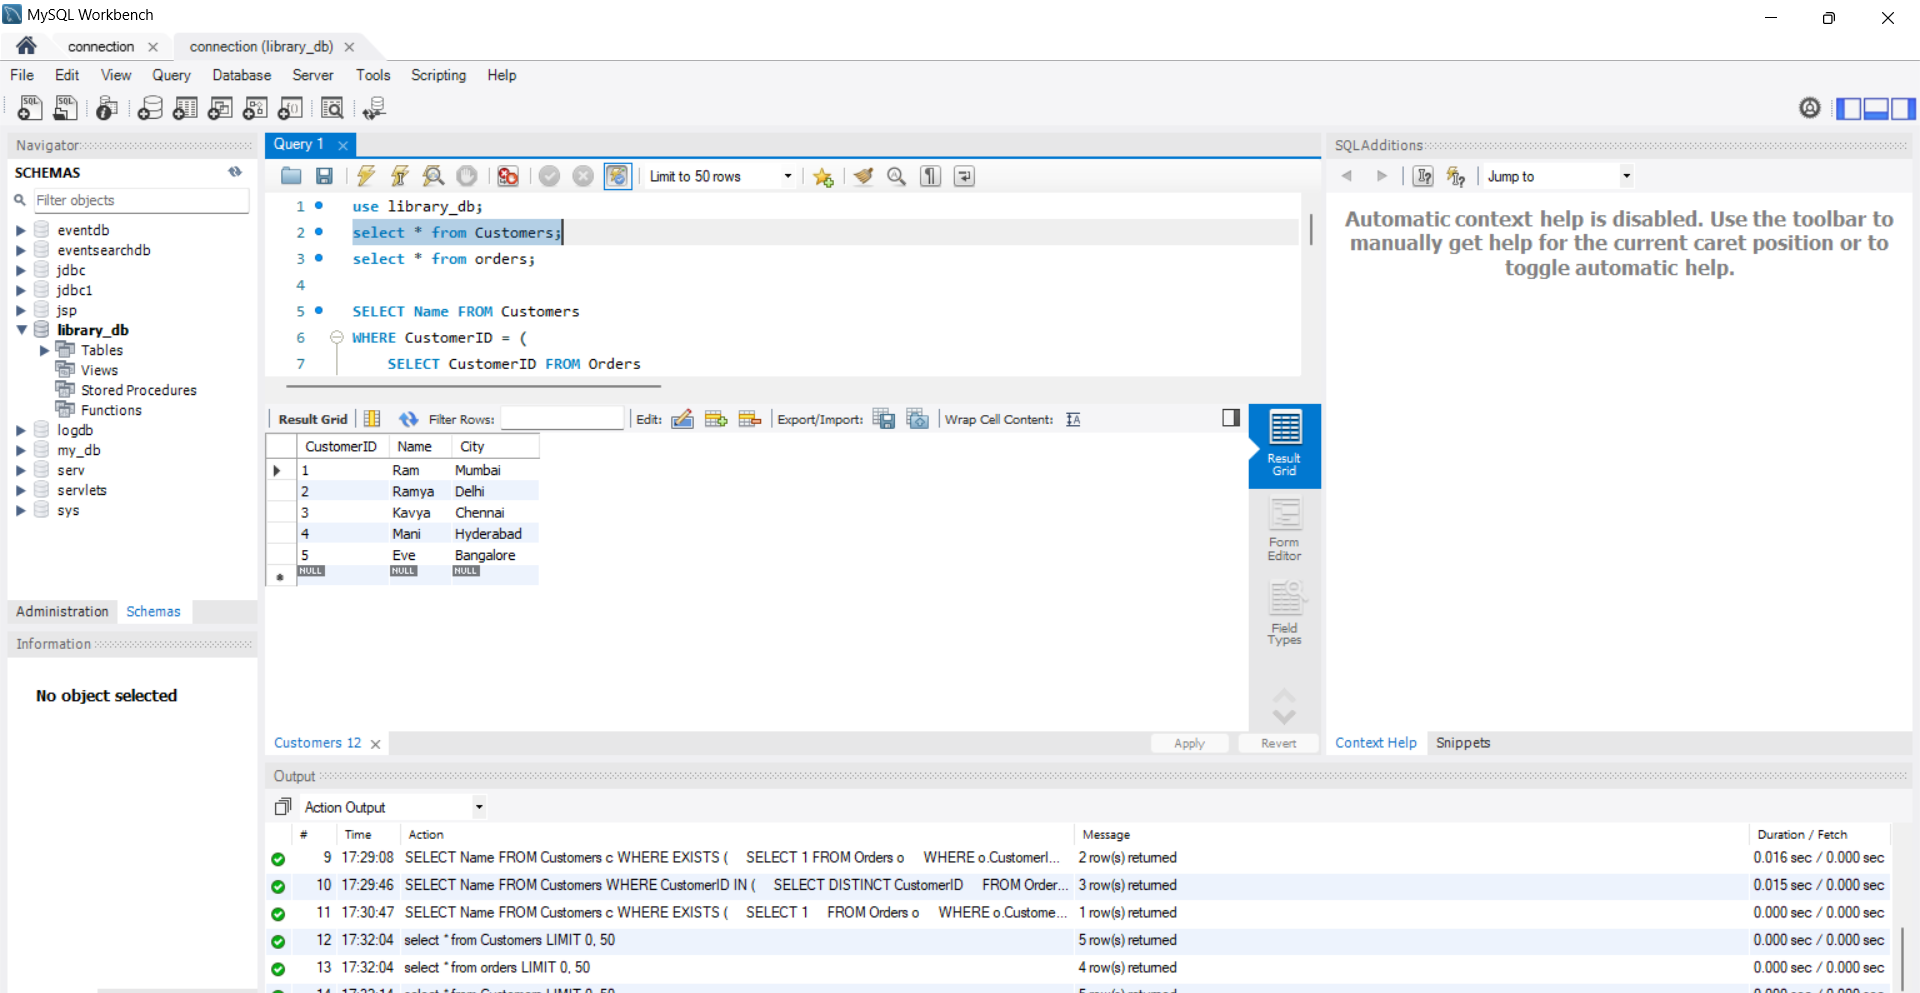 MySQL Workbench
connection
connection (library_db)
File Edit View Query Database Server Tools Scripting Help
Navigator
SCHEMAS
Filter objects
eventdb
eventsearchdb
jdbc
jdbc1
jsp
library_db
Tables
Views
Stored Procedures
Functions
logdb
my_db
serv
servlets
sys
Administration Schemas
Information
No object selected
Query 1
Limit to 50 rows
1 use library_db;
2 select * from Customers;
3 select * from orders;
4
5 SELECT Name FROM Customers
6 WHERE CustomerID = (
7 SELECT CustomerID FROM Orders
Result Grid Filter Rows: Edit: Export/Import: Wrap Cell Content:
CustomerID Name City
1 Ram Mumbai
2 Ramya Delhi
3 Kavya Chennai
4 Mani Hyderabad
5 Eve Bangalore
NULL NULL NULL
Result
Grid
Form
Editor
Field
Types
Customers 12
Apply Revert
SQLAdditions
Jump to
Automatic context help is disabled. Use the toolbar to
manually get help for the current caret position or to
toggle automatic help.
Context Help Snippets
Output
Action Output
# Time Action Message Duration / Fetch
9 17:29:08 SELECT Name FROM Customers c WHERE EXISTS ( SELECT 1 FROM Orders o WHERE o.CustomerI... 2 row(s) returned 0.016 sec / 0.000 sec
10 17:29:46 SELECT Name FROM Customers WHERE CustomerID IN ( SELECT DISTINCT CustomerID FROM Order... 3 row(s) returned 0.015 sec / 0.000 sec
11 17:30:47 SELECT Name FROM Customers c WHERE EXISTS ( SELECT 1 FROM Orders o WHERE o.Custome... 1 row(s) returned 0.000 sec / 0.000 sec
12 17:32:04 select * from Customers LIMIT 0, 50 5 row(s) returned 0.000 sec / 0.000 sec
13 17:32:04 select * from orders LIMIT 0, 50 4 row(s) returned 0.000 sec / 0.000 sec